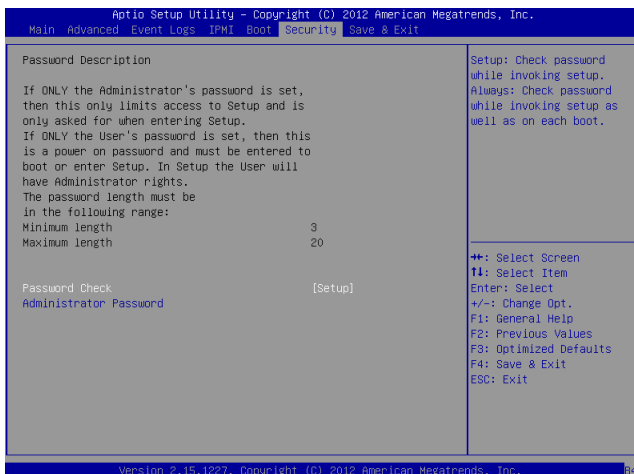 Aptio Setup Utility – Copyright (C) 2012 American Megatrends, Inc.
Main Advanced Event Logs IPMI Boot Security Save & Exit
Password Description
If ONLY the Administrator's password is set,
then this only limits access to Setup and is
only asked for when entering Setup.
If ONLY the User's password is set, then this
is a power on password and must be entered to
boot or enter Setup. In Setup the User will
have Administrator rights.
The password length must be
in the following range:
Minimum length 3
Maximum length 20
Password Check [Setup]
Administrator Password
Setup: Check password
while invoking setup.
Always: Check password
while invoking setup as
well as on each boot.
→←: Select Screen
↑↓: Select Item
Enter: Select
+/-: Change Opt.
F1: General Help
F2: Previous Values
F3: Optimized Defaults
F4: Save & Exit
ESC: Exit
Version 2.15.1227. Copyright (C) 2012 American Megatrends, Inc.